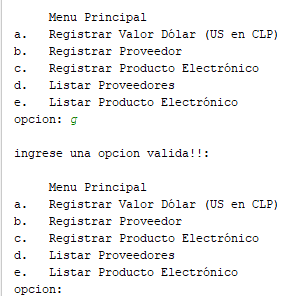 Menu Principal
a. Registrar Valor Dólar (US en CLP)
b. Registrar Proveedor
c. Registrar Producto Electrónico
d. Listar Proveedores
e. Listar Producto Electrónico
opcion: g
ingrese una opcion valida!!:
Menu Principal
a. Registrar Valor Dólar (US en CLP)
b. Registrar Proveedor
c. Registrar Producto Electrónico
d. Listar Proveedores
e. Listar Producto Electrónico
opcion: